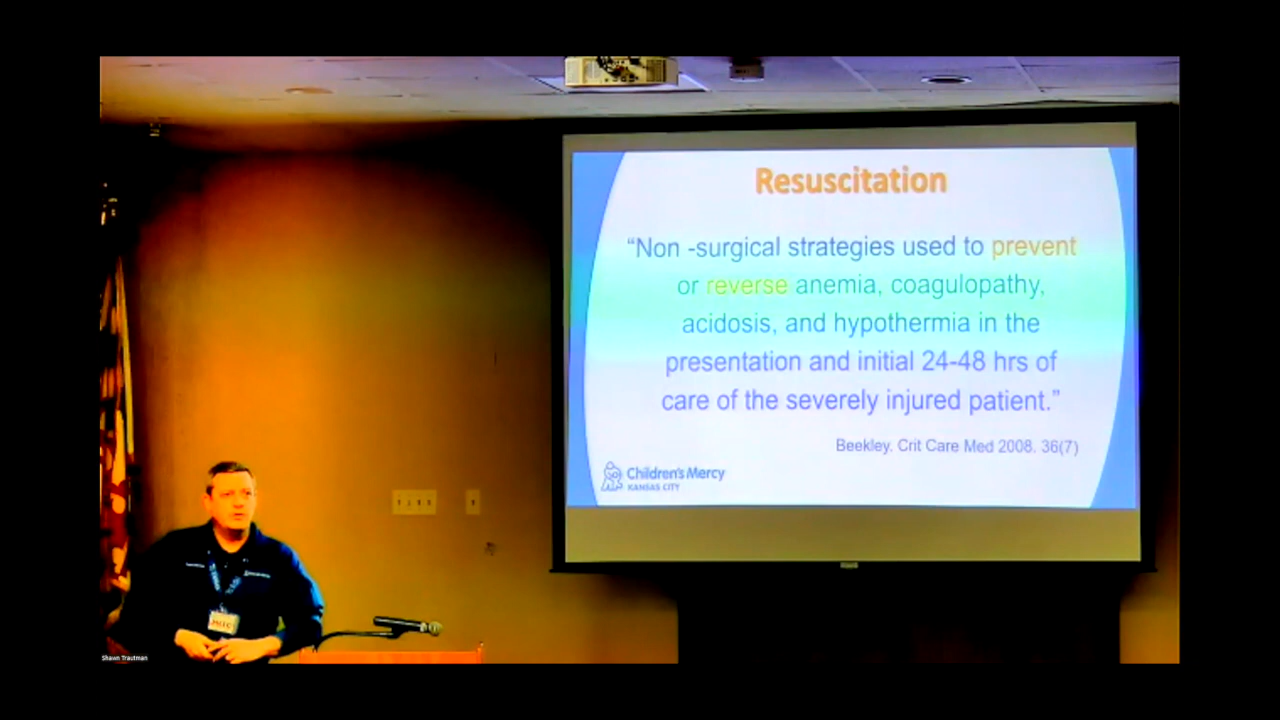 Resuscitation
“Non -surgical strategies used to prevent
or reverse anemia, coagulopathy,
acidosis, and hypothermia in the
presentation and initial 24-48 hrs of
care of the severely injured patient.”
Beekley. Crit Care Med 2008. 36(7)
Children's Mercy
KANSAS CITY
Shawn Trautman